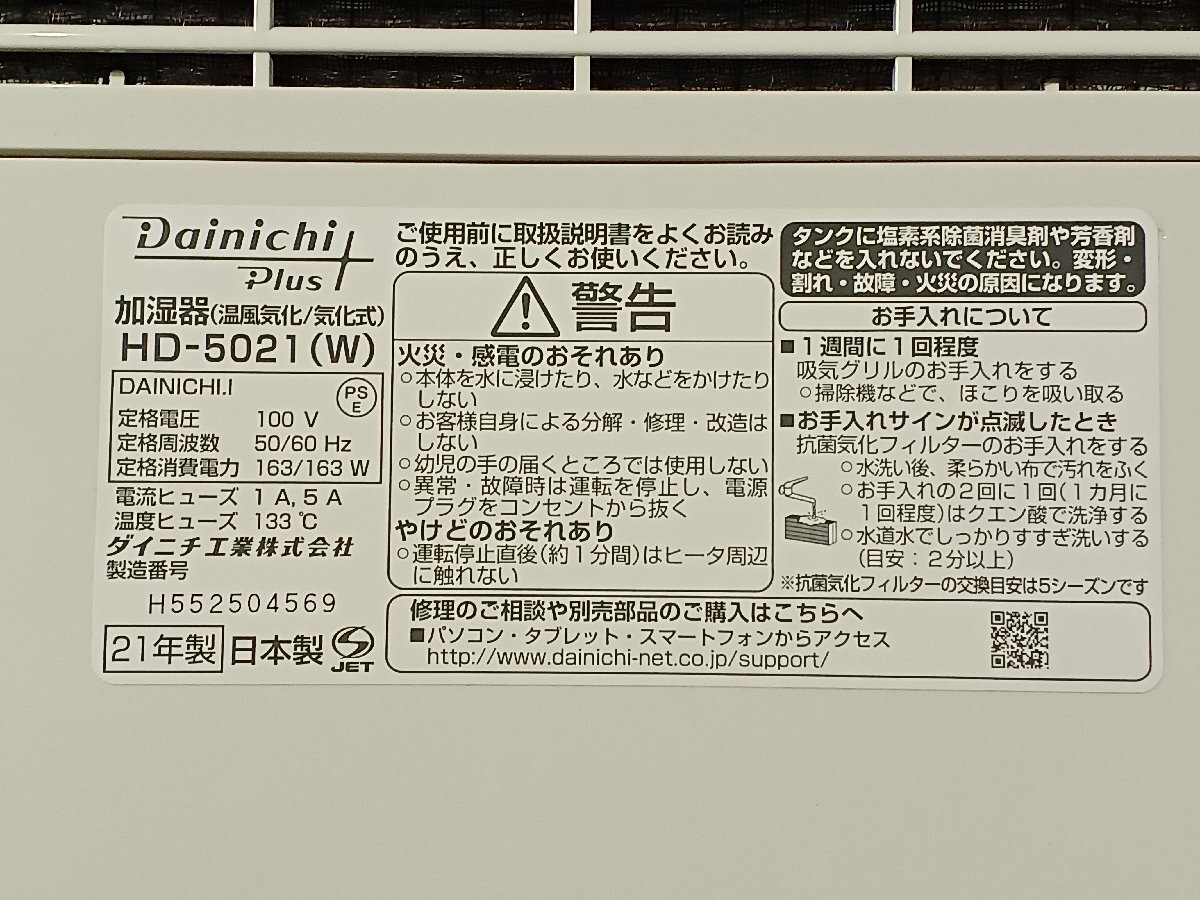 Dainichi
Plus
加湿器(温風気化/気化式)
HD-5021(W)
DAINICHI.I
PS
E
定格電圧 100 V
定格周波数 50/60 Hz
定格消費電力 163/163 W
電流ヒューズ 1 A, 5 A
温度ヒューズ 133 ℃
ダイニチ工業株式会社
製造番号
H552504569
21年製 日本製
JET
ご使用前に取扱説明書をよくお読み
のうえ、正しくお使いください。
警告
火災・感電のおそれあり
○本体を水に浸けたり、水などをかけたり
しない
○お客様自身による分解・修理・改造は
しない
○幼児の手の届くところでは使用しない
○異常・故障時は運転を停止し、電源
プラグをコンセントから抜く
やけどのおそれあり
○運転停止直後(約1分間)はヒータ周辺
に触れない
タンクに塩素系除菌消臭剤や芳香剤
などを入れないでください。変形・
割れ・故障・火災の原因になります。
お手入れについて
■1週間に1回程度
吸気グリルのお手入れをする
○掃除機などで、ほこりを吸い取る
■お手入れサインが点滅したとき
抗菌気化フィルターのお手入れをする
○水洗い後、柔らかい布で汚れをふく
○お手入れの2回に1回(1カ月に
1回程度)はクエン酸で洗浄する
○水道水でしっかりすすぎ洗いする
(目安:2分以上)
※抗菌気化フィルターの交換目安は5シーズンです
修理のご相談や別売部品のご購入はこちらへ
■パソコン・タブレット・スマートフォンからアクセス
http://www.dainichi-net.co.jp/support/